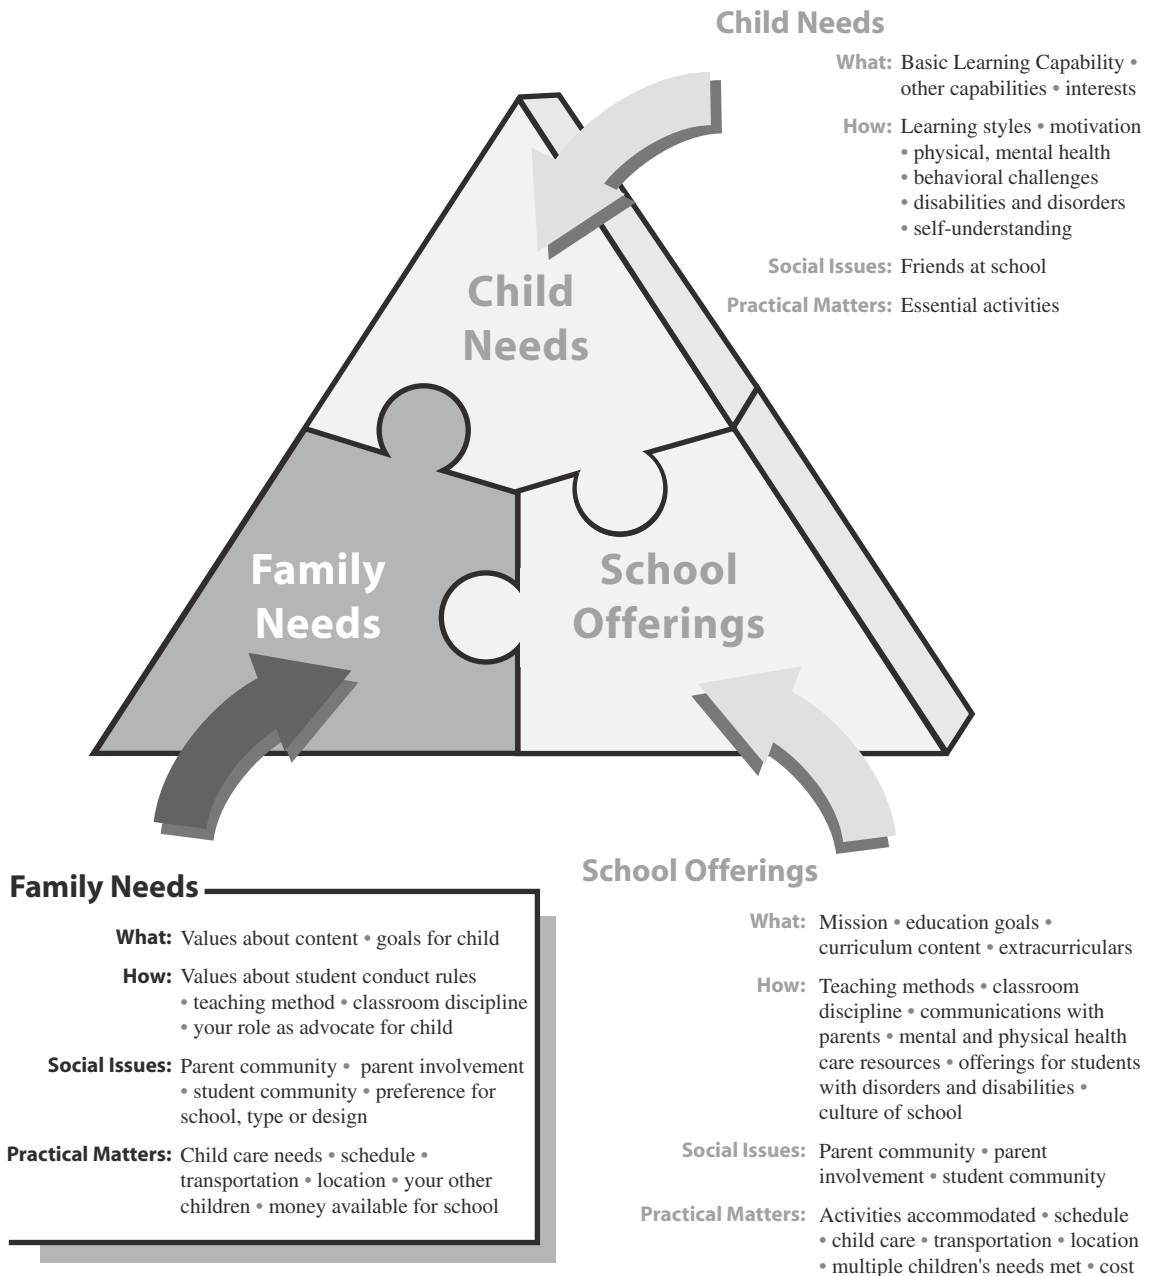 Child Needs
What: Basic Learning Capability •
other capabilities • interests
How: Learning styles • motivation
• physical, mental health
• behavioral challenges
• disabilities and disorders
• self-understanding
Social Issues: Friends at school
Practical Matters: Essential activities
Child
Needs
Family
Needs
School
Offerings
Family Needs
What: Values about content • goals for child
How: Values about student conduct rules
• teaching method • classroom discipline
• your role as advocate for child
Social Issues: Parent community • parent involvement
• student community • preference for
school, type or design
Practical Matters: Child care needs • schedule •
transportation • location • your other
children • money available for school
School Offerings
What: Mission • education goals •
curriculum content • extracurriculars
How: Teaching methods • classroom
discipline • communications with
parents • mental and physical health
care resources • offerings for students
with disorders and disabilities •
culture of school
Social Issues: Parent community • parent
involvement • student community
Practical Matters: Activities accommodated • schedule
• child care • transportation • location
• multiple children's needs met • cost